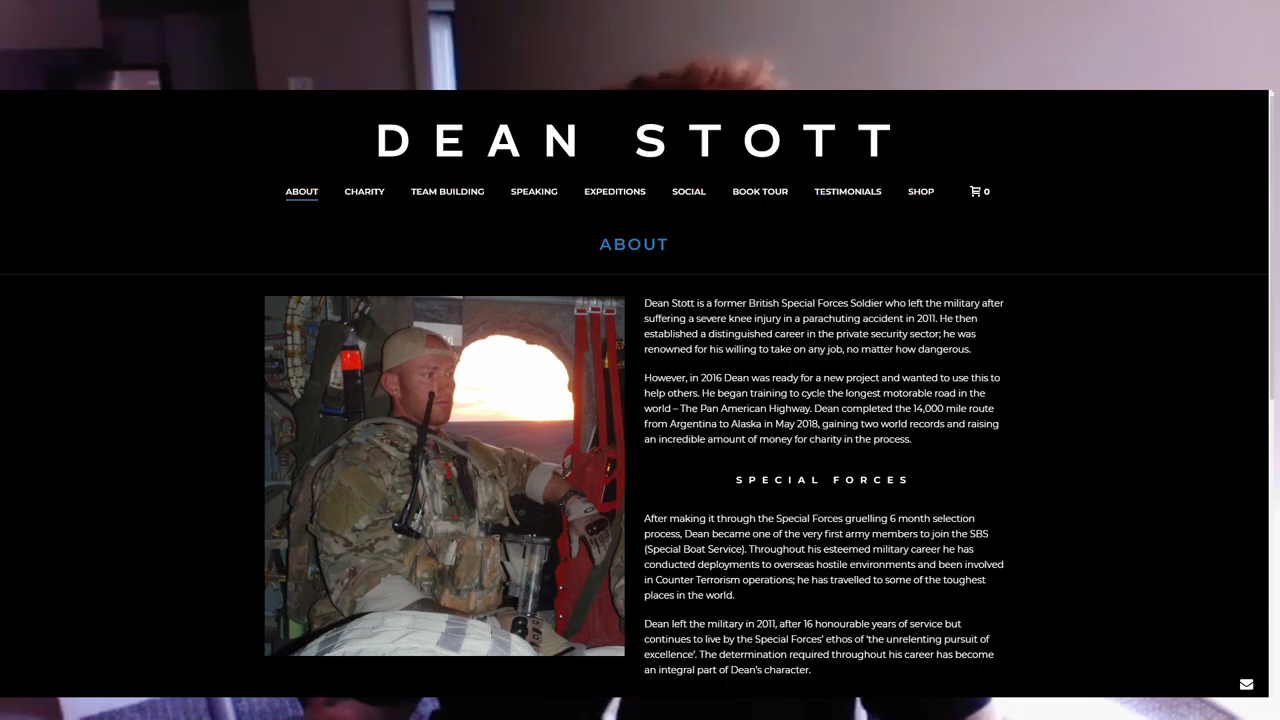 DEAN STOTT
ABOUT CHARITY TEAM BUILDING SPEAKING EXPEDITIONS SOCIAL BOOK TOUR TESTIMONIALS SHOP 0
ABOUT
Dean Stott is a former British Special Forces Soldier who left the military after
suffering a severe knee injury in a parachuting accident in 2011. He then
established a distinguished career in the private security sector; he was
renowned for his willing to take on any job, no matter how dangerous.
However, in 2016 Dean was ready for a new project and wanted to use this to
help others. He began training to cycle the longest motorable road in the
world – The Pan American Highway. Dean completed the 14,000 mile route
from Argentina to Alaska in May 2018, gaining two world records and raising
an incredible amount of money for charity in the process.
SPECIAL FORCES
After making it through the Special Forces gruelling 6 month selection
process, Dean became one of the very first army members to join the SBS
(Special Boat Service). Throughout his esteemed military career he has
conducted deployments to overseas hostile environments and been involved
in Counter Terrorism operations; he has travelled to some of the toughest
places in the world.
Dean left the military in 2011, after 16 honourable years of service but
continues to live by the Special Forces' ethos of 'the unrelenting pursuit of
excellence'. The determination required throughout his career has become
an integral part of Dean's character.